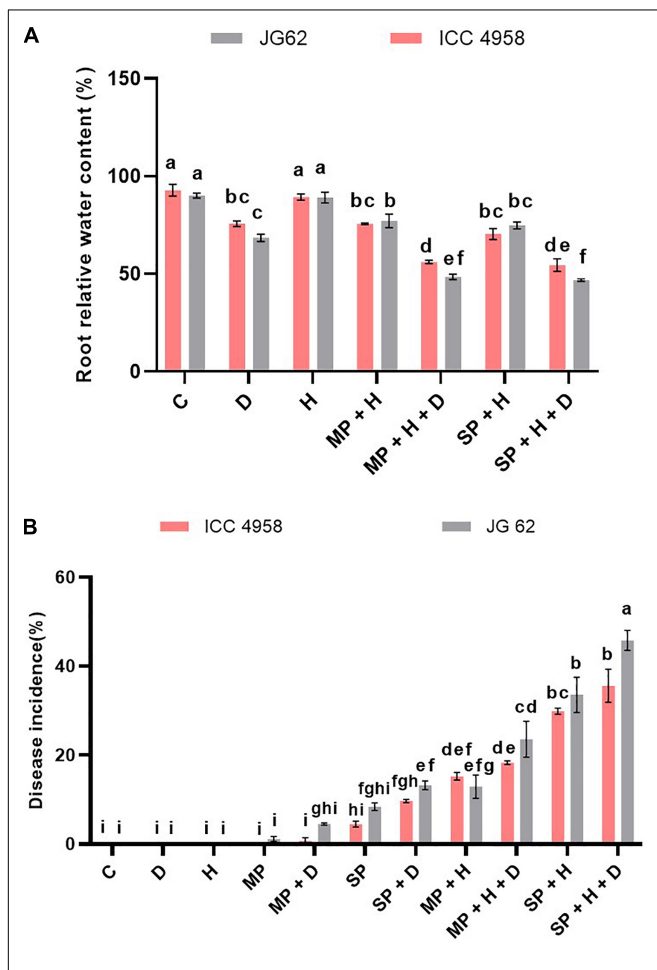 A
JG62 ICC 4958
Root relative water content (%)
150
100
50
0
a a bc c a a bc b d ef bc bc de f
C D H MP + H MP + H + D SP + H SP + H + D
B
ICC 4958 JG 62
Disease incidence(%)
60
40
20
0
i i i i i i i i i ghi hi fghi fgh ef def efg de cd bc b b a
C D H MP MP + D SP SP + D MP + H MP + H + D SP + H SP + H + D